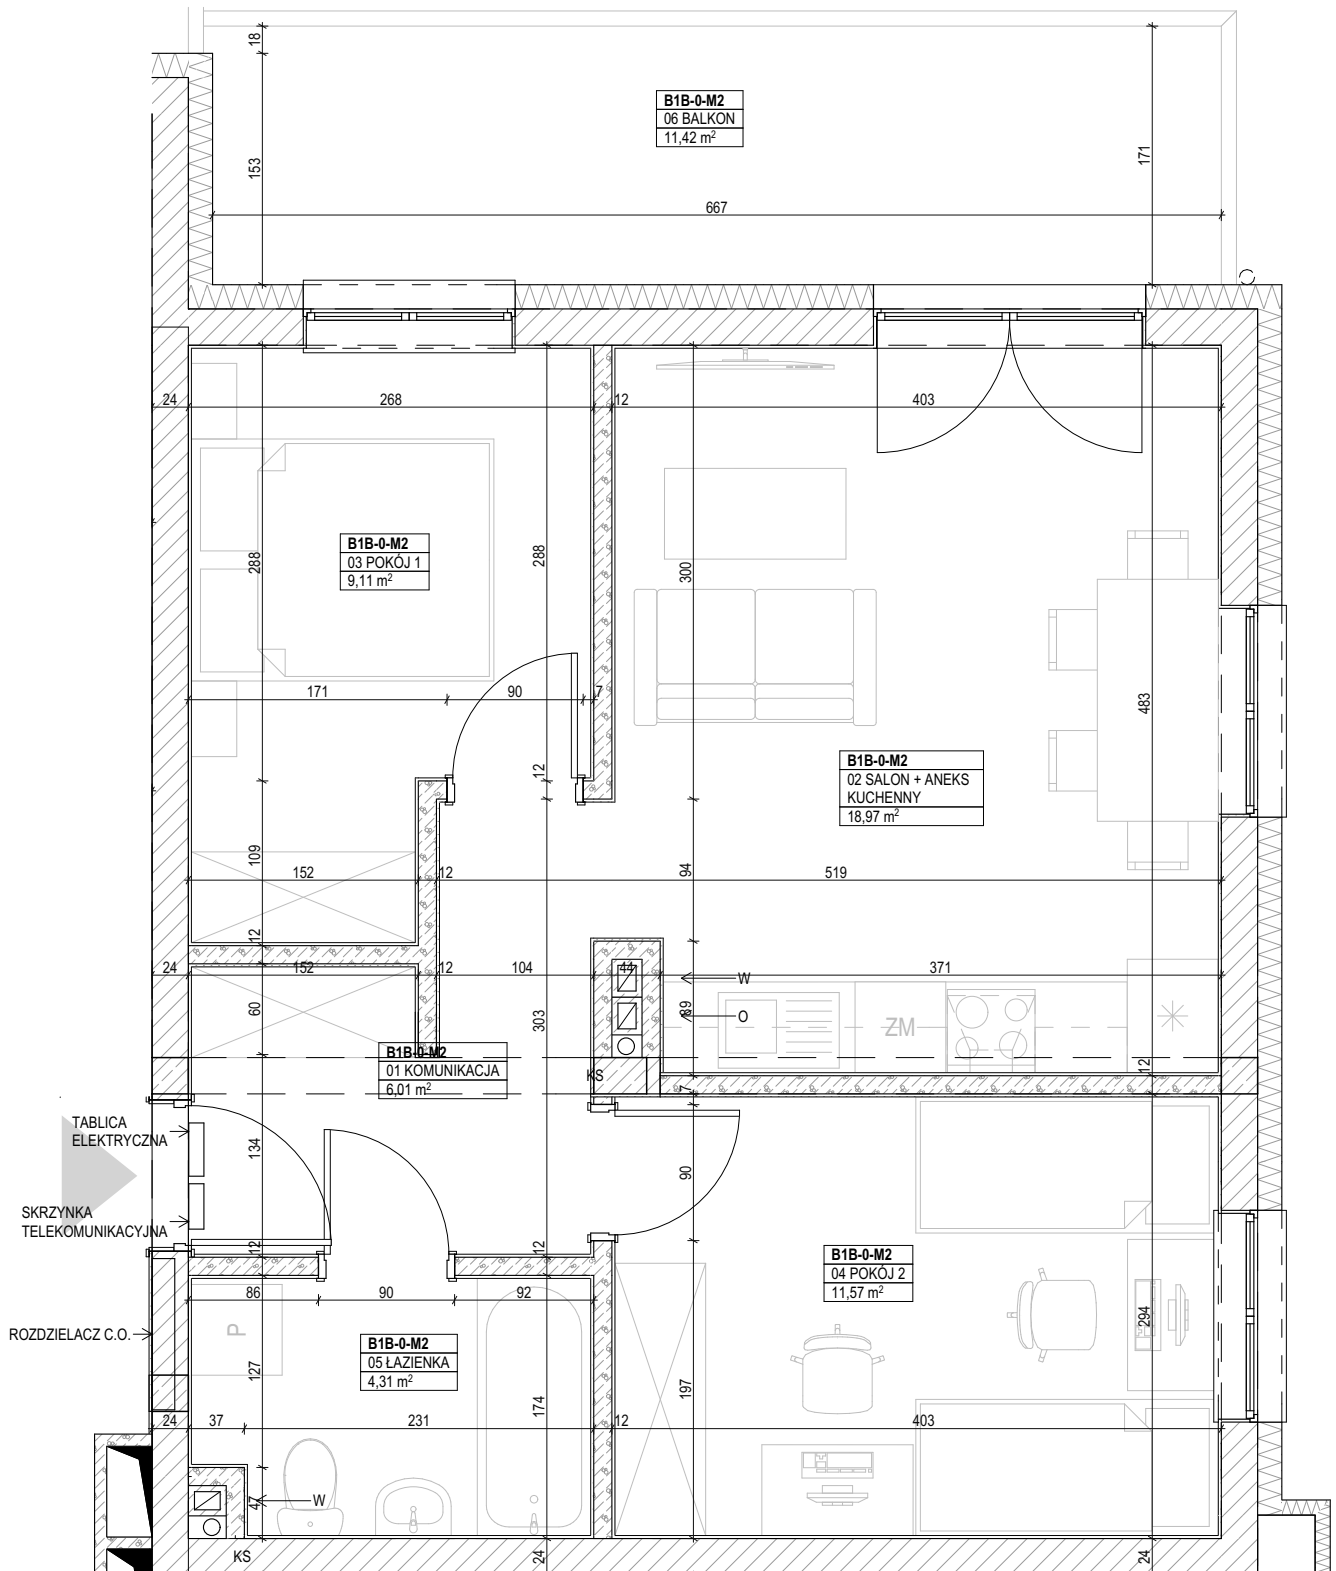 18
B1B-0-M2
06 BALKON
11,42 m²
153
171
667
24
268
12
403
288
288
300
B1B-0-M2
03 POKÓJ 1
9,11 m²
171
90
7
483
B1B-0-M2
02 SALON + ANEKS
KUCHENNY
18,97 m²
12
109
94
152
12
519
12
24
152
12
104
44
371
W
60
303
89
O
ZM
B1B-0-M2
01 KOMUNIKACJA
6,01 m²
12
KS
7
TABLICA
ELEKTRYCZNA
134
90
SKRZYNKA
TELEKOMUNIKACYJNA
12
12
B1B-0-M2
04 POKÓJ 2
11,57 m²
86
90
92
294
ROZDZIELACZ C.O.
P
B1B-0-M2
05 ŁAZIENKA
4,31 m²
127
174
197
24
37
231
12
403
47
W
KS
24
24